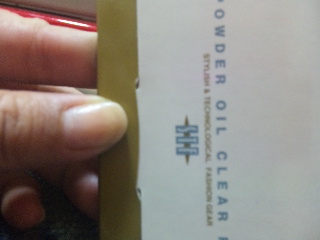 POWDER OIL CLEAR
STYLISH & TECHNOLOGICAL FASHION GEAR